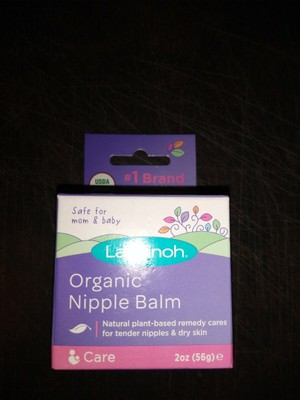 USDA
#1 Brand
Safe for
mom & baby
Lansinoh.
Organic
Nipple Balm
Natural plant-based remedy cares
for tender nipples & dry skin
Care
2oz (56g) e